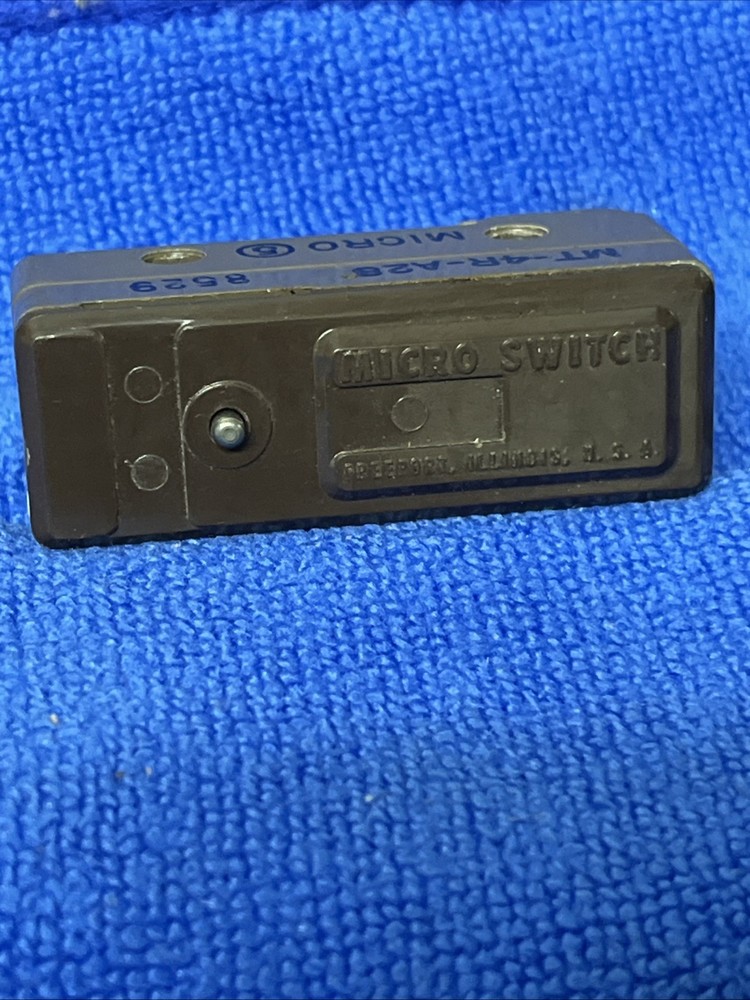 MICRO Ⓢ
MT-4R-A28 8529
MICRO SWITCH
FREEPORT, ILLINOIS, U. S. A.